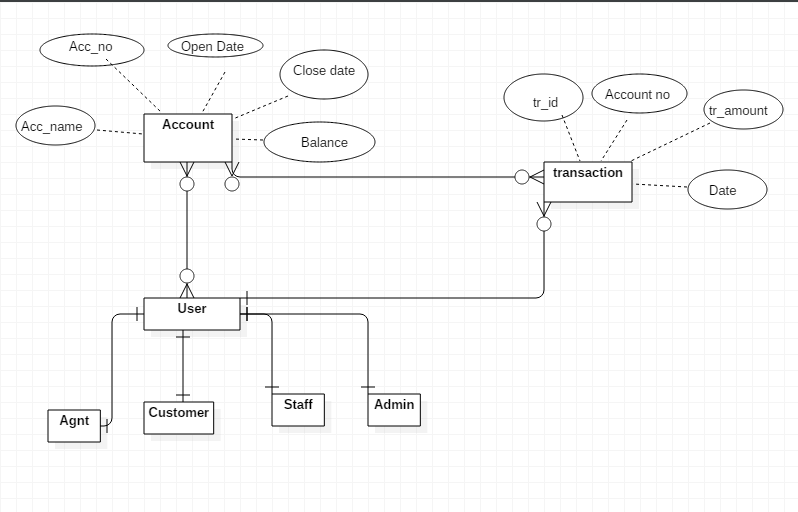 Acc_no
Open Date
Close date
Acc_name
Account
Balance
tr_id
Account no
tr_amount
transaction
Date
User
Agnt
Customer
Staff
Admin